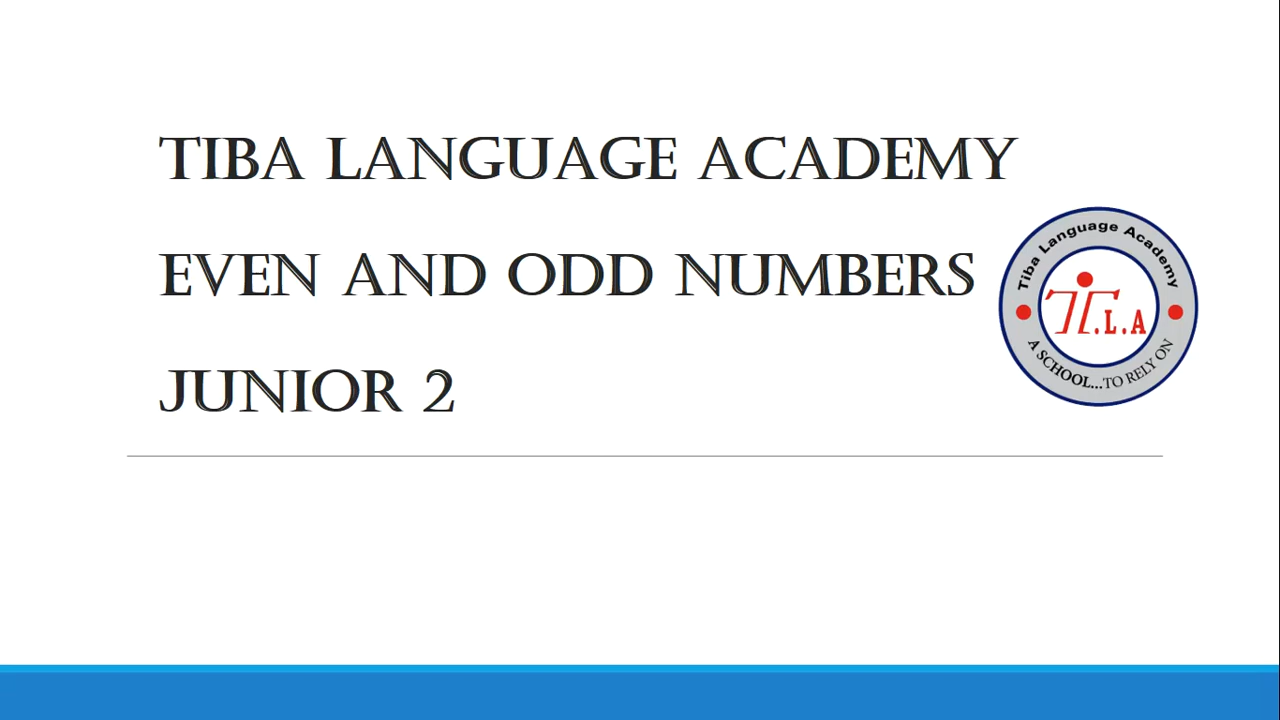 TIBA LANGUAGE ACADEMY
EVEN AND ODD NUMBERS
JUNIOR 2
Tiba Language Academy
T.L.A
A SCHOOL...TO RELY ON